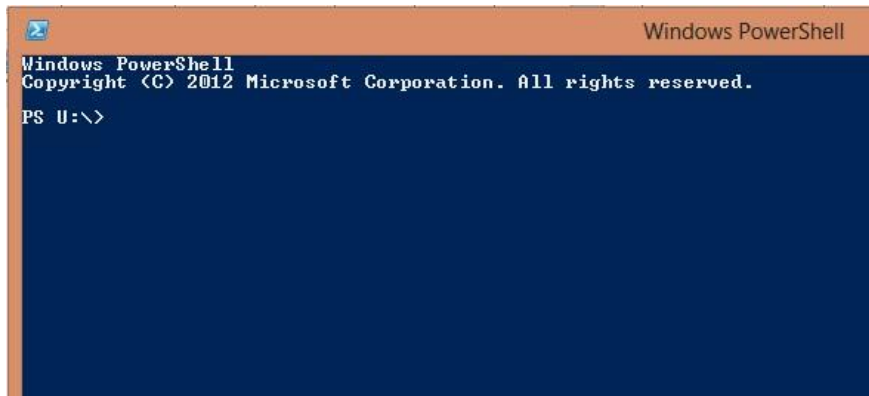 Windows PowerShell
Windows PowerShell
Copyright (C) 2012 Microsoft Corporation. All rights reserved.
PS U:\>